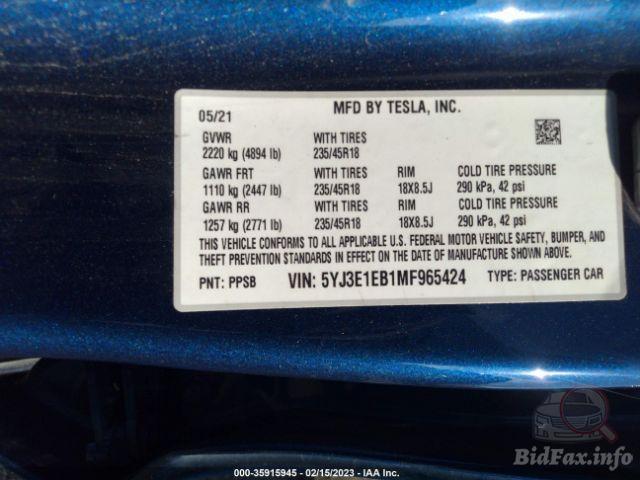 05/21 MFD BY TESLA, INC.
GVWR WITH TIRES
2220 kg (4894 lb) 235/45R18
GAWR FRT WITH TIRES RIM COLD TIRE PRESSURE
1110 kg (2447 lb) 235/45R18 18X8.5J 290 kPa, 42 psi
GAWR RR WITH TIRES RIM COLD TIRE PRESSURE
1257 kg (2771 lb) 235/45R18 18X8.5J 290 kPa, 42 psi
THIS VEHICLE CONFORMS TO ALL APPLICABLE U.S. FEDERAL MOTOR VEHICLE SAFETY, BUMPER, AND
THEFT PREVENTION STANDARDS IN EFFECT ON THE DATE OF MANUFACTURE SHOWN ABOVE.
PNT: PPSB VIN: 5YJ3E1EB1MF965424 TYPE: PASSENGER CAR
BidFax.info
000-35915945 - 02/15/2023 - IAA Inc.